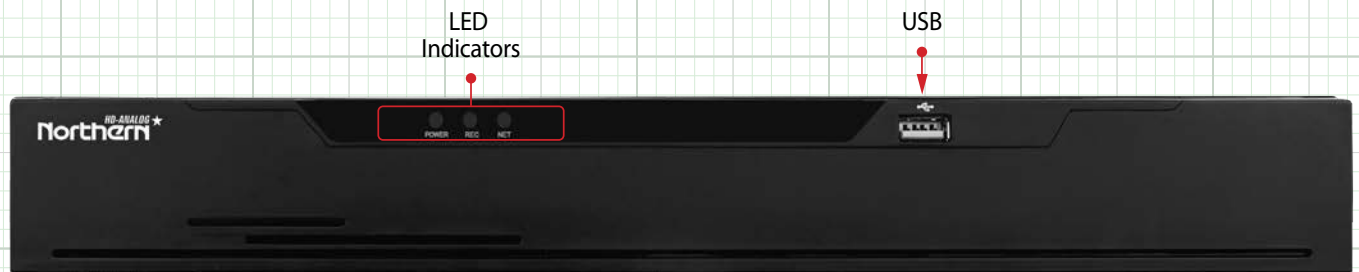 LED
Indicators
USB
HD-ANALOG
Northern
POWER REC NET